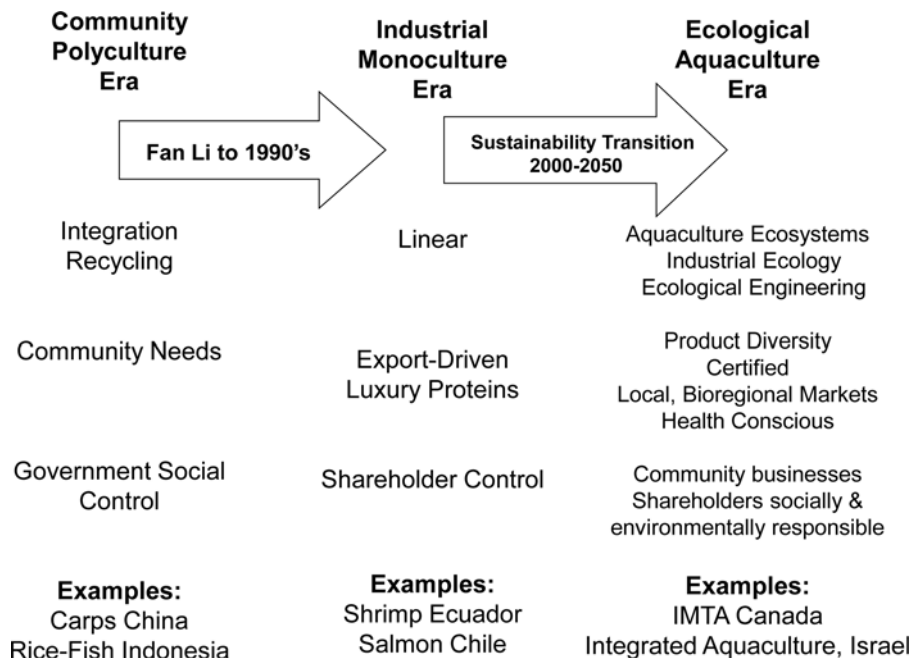 Community
Polyculture
Era
Industrial
Monoculture
Era
Ecological
Aquaculture
Era
Fan Li to 1990's
Sustainability Transition
2000-2050
Integration
Recycling
Linear
Aquaculture Ecosystems
Industrial Ecology
Ecological Engineering
Community Needs
Export-Driven
Luxury Proteins
Product Diversity
Certified
Local, Bioregional Markets
Health Conscious
Government Social
Control
Shareholder Control
Community businesses
Shareholders socially &
environmentally responsible
Examples:
Carps China
Rice-Fish Indonesia
Examples:
Shrimp Ecuador
Salmon Chile
Examples:
IMTA Canada
Integrated Aquaculture, Israel